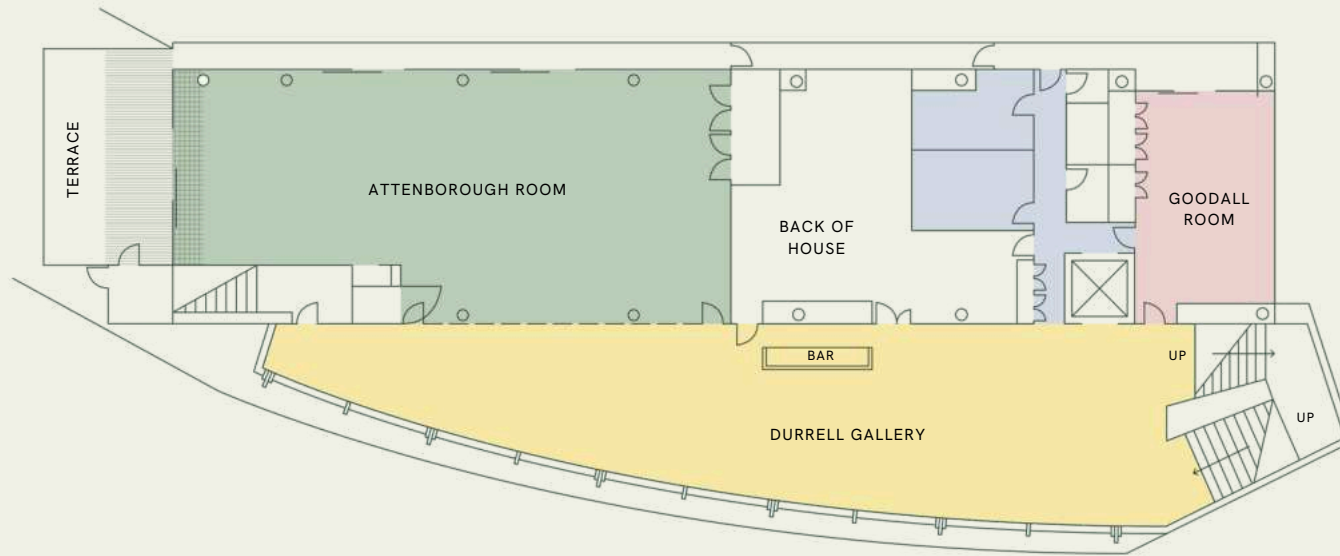 TERRACE
ATTENBOROUGH ROOM
BACK OF
HOUSE
GOODALL
ROOM
BAR
UP
UP
DURRELL GALLERY